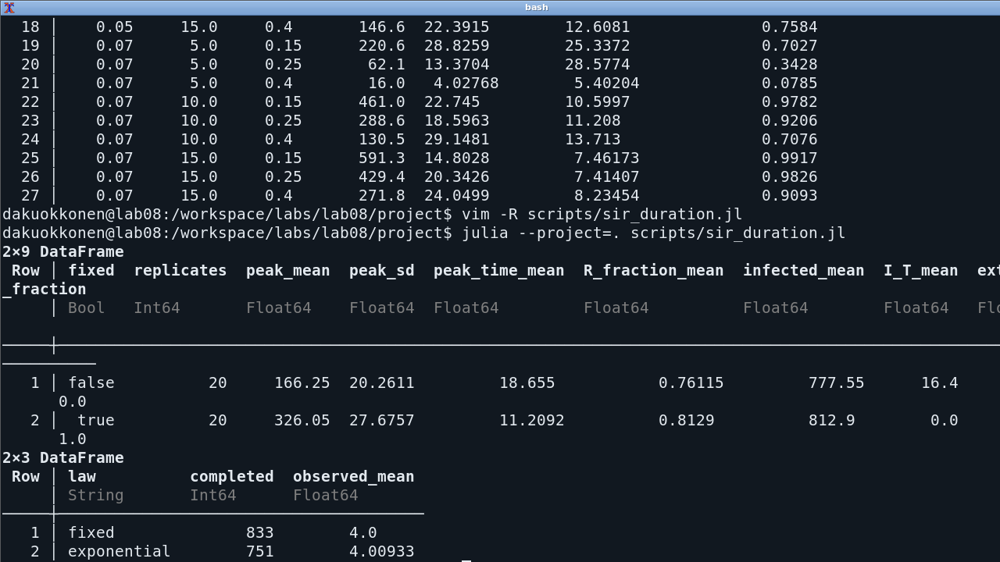 bash
18 │ 0.05 15.0 0.4 146.6 22.3915 12.6081 0.7584
19 │ 0.07 5.0 0.15 220.6 28.8259 25.3372 0.7027
20 │ 0.07 5.0 0.25 62.1 13.3704 28.5774 0.3428
21 │ 0.07 5.0 0.4 16.0 4.02768 5.40204 0.0785
22 │ 0.07 10.0 0.15 461.0 22.745 10.5997 0.9782
23 │ 0.07 10.0 0.25 288.6 18.5963 11.208 0.9206
24 │ 0.07 10.0 0.4 130.5 29.1481 13.713 0.7076
25 │ 0.07 15.0 0.15 591.3 14.8028 7.46173 0.9917
26 │ 0.07 15.0 0.25 429.4 20.3426 7.41407 0.9826
27 │ 0.07 15.0 0.4 271.8 24.0499 8.23454 0.9093
dakuokkonen@lab08:/workspace/labs/lab08/project$ vim -R scripts/sir_duration.jl
dakuokkonen@lab08:/workspace/labs/lab08/project$ julia --project=. scripts/sir_duration.jl
2×9 DataFrame
Row │ fixed replicates peak_mean peak_sd peak_time_mean R_fraction_mean infected_mean I_T_mean ext
_fraction
│ Bool Int64 Float64 Float64 Float64 Float64 Float64 Float64 Flo
1 │ false 20 166.25 20.2611 18.655 0.76115 777.55 16.4
0.0
2 │ true 20 326.05 27.6757 11.2092 0.8129 812.9 0.0
1.0
2×3 DataFrame
Row │ law completed observed_mean
│ String Int64 Float64
1 │ fixed 833 4.0
2 │ exponential 751 4.00933